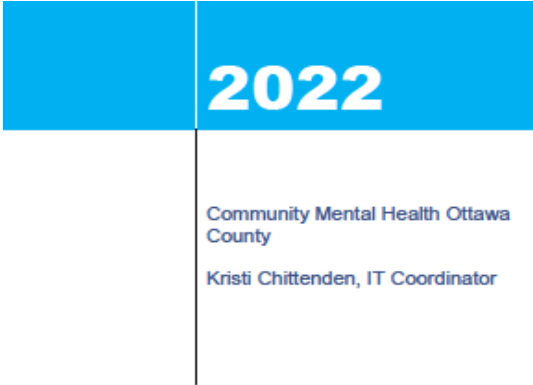 2022
Community Mental Health Ottawa
County
Kristi Chittenden, IT Coordinator